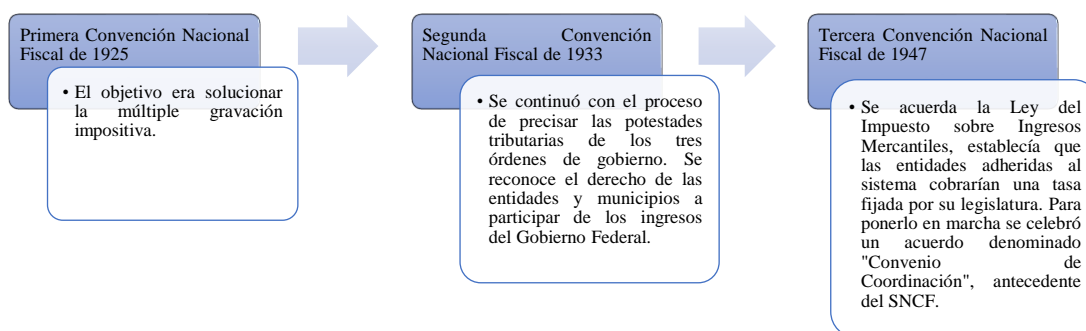 Primera Convención Nacional
Fiscal de 1925
• El objetivo era solucionar
la múltiple gravación
impositiva.
Segunda Convención
Nacional Fiscal de 1933
• Se continuó con el proceso
de precisar las potestades
tributarias de los tres
órdenes de gobierno. Se
reconoce el derecho de las
entidades y municipios a
participar de los ingresos
del Gobierno Federal.
Tercera Convención Nacional
Fiscal de 1947
• Se acuerda la Ley del
Impuesto sobre Ingresos
Mercantiles, establecía que
las entidades adheridas al
sistema cobrarían una tasa
fijada por su legislatura. Para
ponerlo en marcha se celebró
un acuerdo denominado
"Convenio de
Coordinación", antecedente
del SNCF.